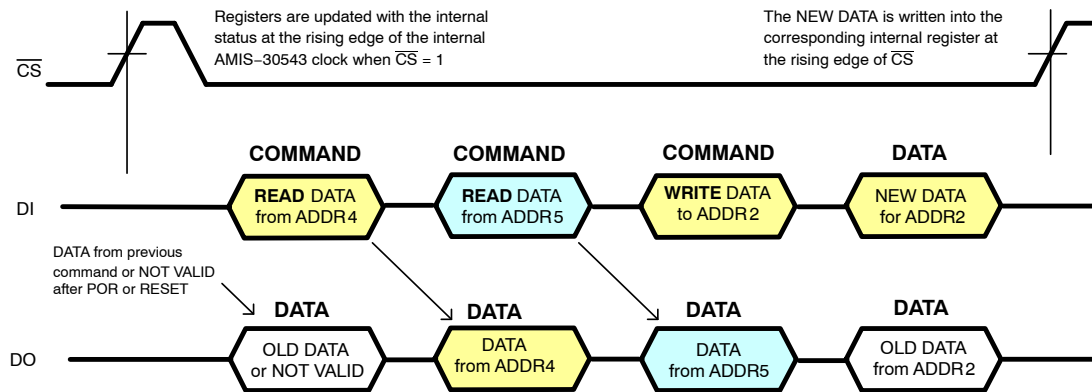 Registers are updated with the internal
status at the rising edge of the internal
AMIS−30543 clock when CS = 1
The NEW DATA is written into the
corresponding internal register at
the rising edge of CS
CS
COMMAND
COMMAND
COMMAND
DATA
DI
READ DATA
from ADDR4
READ DATA
from ADDR5
WRITE DATA
to ADDR2
NEW DATA
for ADDR2
DATA from previous
command or NOT VALID
after POR or RESET
DATA
DATA
DATA
DATA
DO
OLD DATA
or NOT VALID
DATA
from ADDR4
DATA
from ADDR5
OLD DATA
from ADDR2